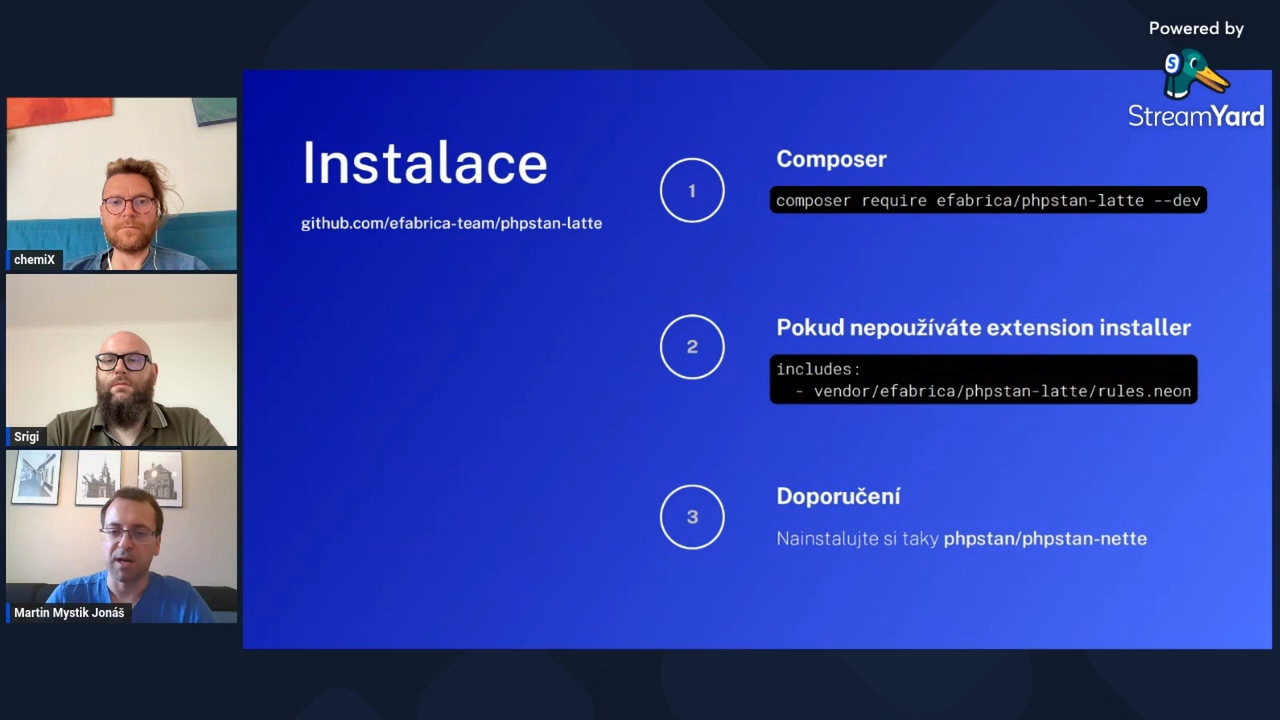 Powered by
S
StreamYard
chemiX
Srigi
Martin Mystik Jonáš
Instalace
github.com/efabrica-team/phpstan-latte
1
Composer
composer require efabrica/phpstan-latte --dev
2
Pokud nepoužíváte extension installer
includes:
  - vendor/efabrica/phpstan-latte/rules.neon
3
Doporučení
Nainstalujte si taky phpstan/phpstan-nette